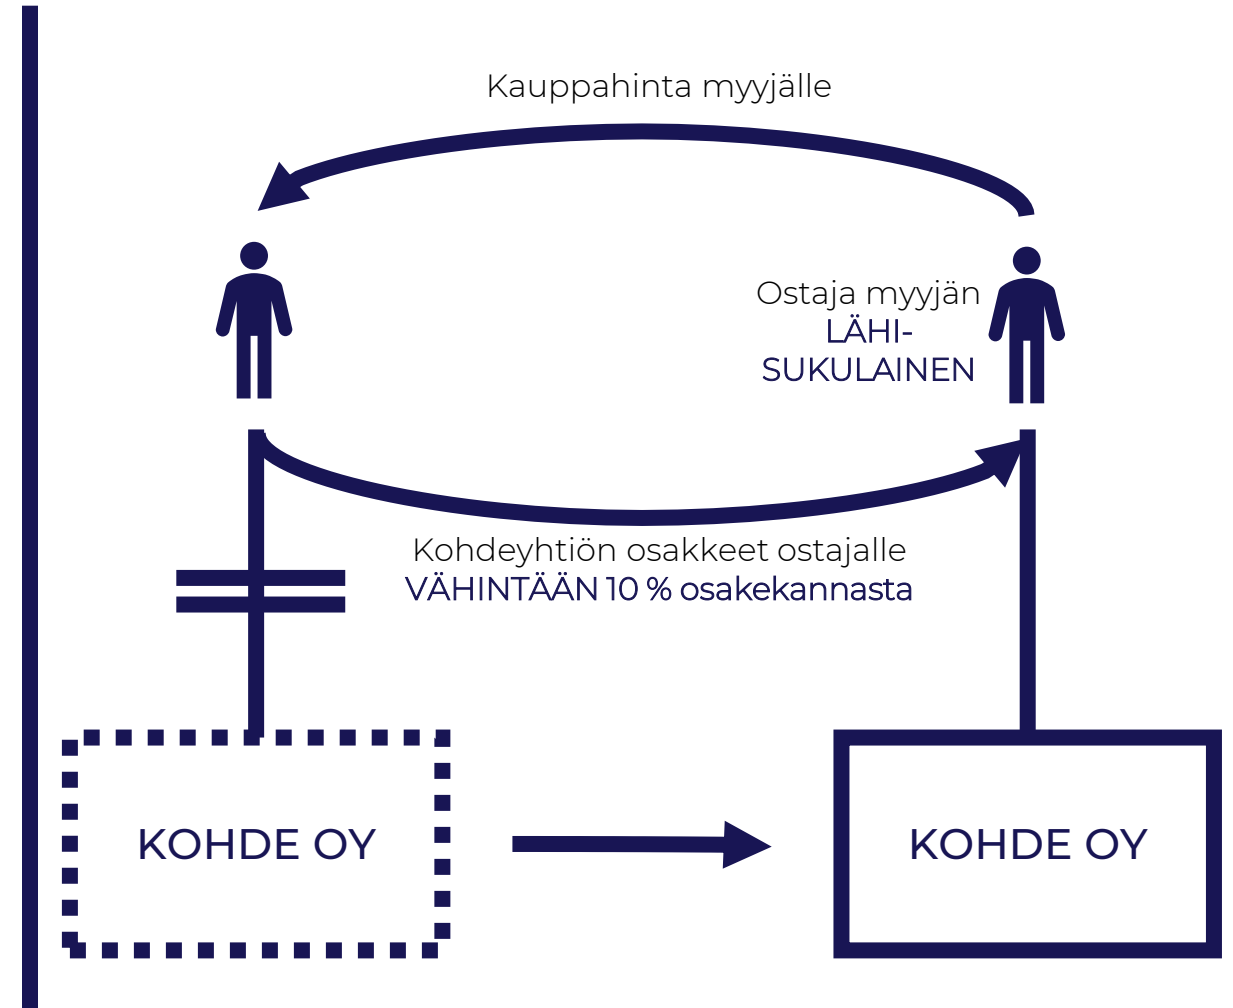 Kauppahinta myyjälle
Ostaja myyjän
LÄHI-
SUKULAINEN
Kohdeyhtiön osakkeet ostajalle
VÄHINTÄÄN 10 % osakekannasta
KOHDE OY
KOHDE OY